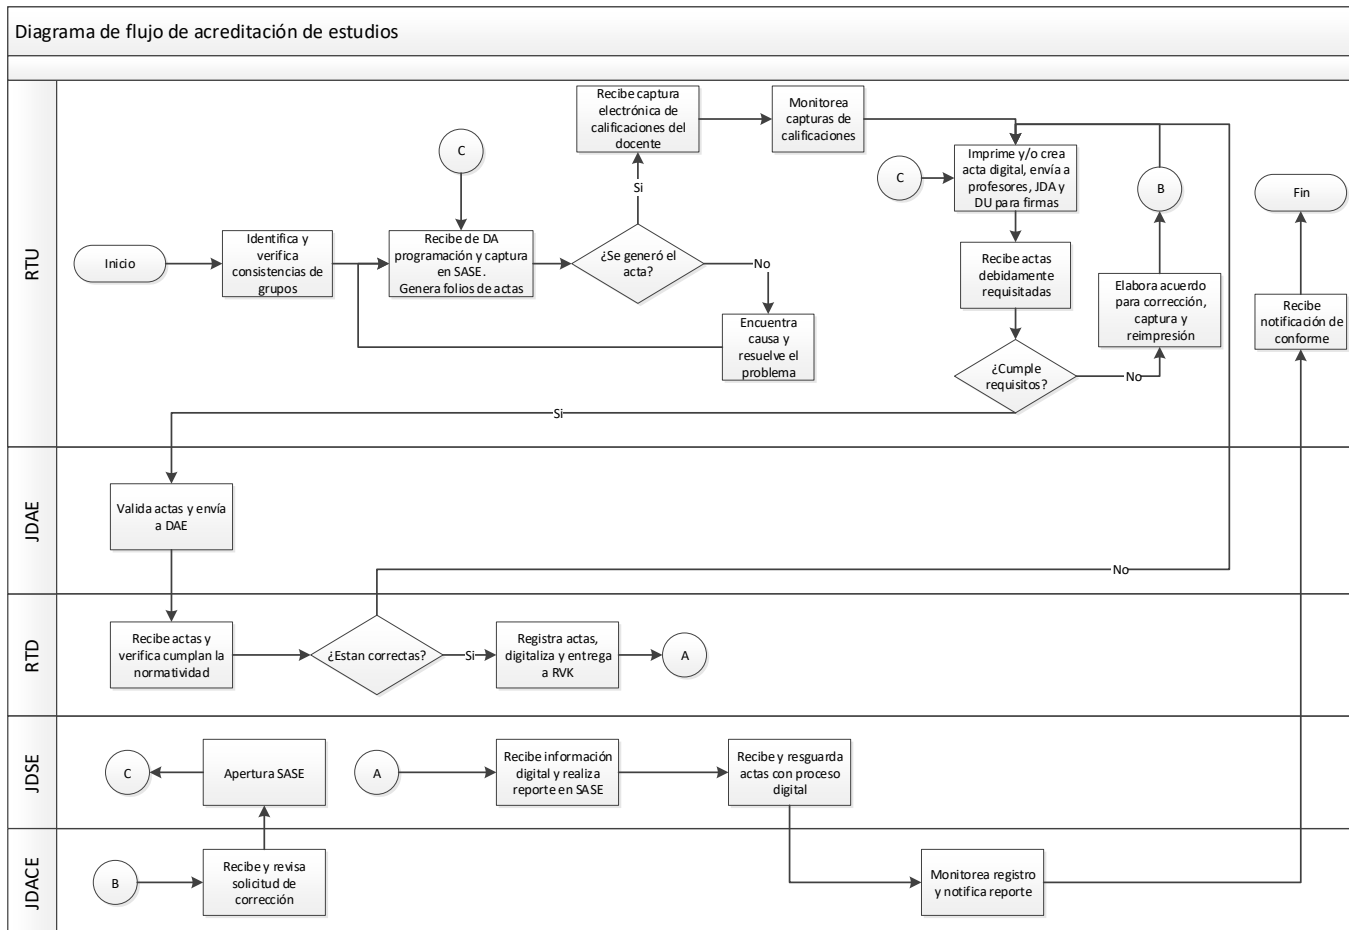 Diagrama de flujo de acreditación de estudios
RTU
Inicio
Identifica y
verifica
consistencias de
grupos
C
Recibe de DA
programación y captura
en SASE.
Genera folios de actas
¿Se generó el
acta?
Si
No
Recibe captura
electrónica de
calificaciones del
docente
Monitorea
capturas de
calificaciones
Encuentra
causa y
resuelve el
problema
C
Imprime y/o crea
acta digital, envía a
profesores, JDA y
DU para firmas
Recibe actas
debidamente
requisitadas
¿Cumple
requisitos?
No
Si
Elabora acuerdo
para corrección,
captura y
reimpresión
B
Fin
Recibe
notificación de
conforme
JDAE
Valida actas y envía
a DAE
No
RTD
Recibe actas y
verifica cumplan la
normatividad
¿Estan correctas?
Si
Registra actas,
digitaliza y entrega
a RVK
A
JDSE
C
Apertura SASE
A
Recibe información
digital y realiza
reporte en SASE
Recibe y resguarda
actas con proceso
digital
JDACE
B
Recibe y revisa
solicitud de
corrección
Monitorea registro
y notifica reporte